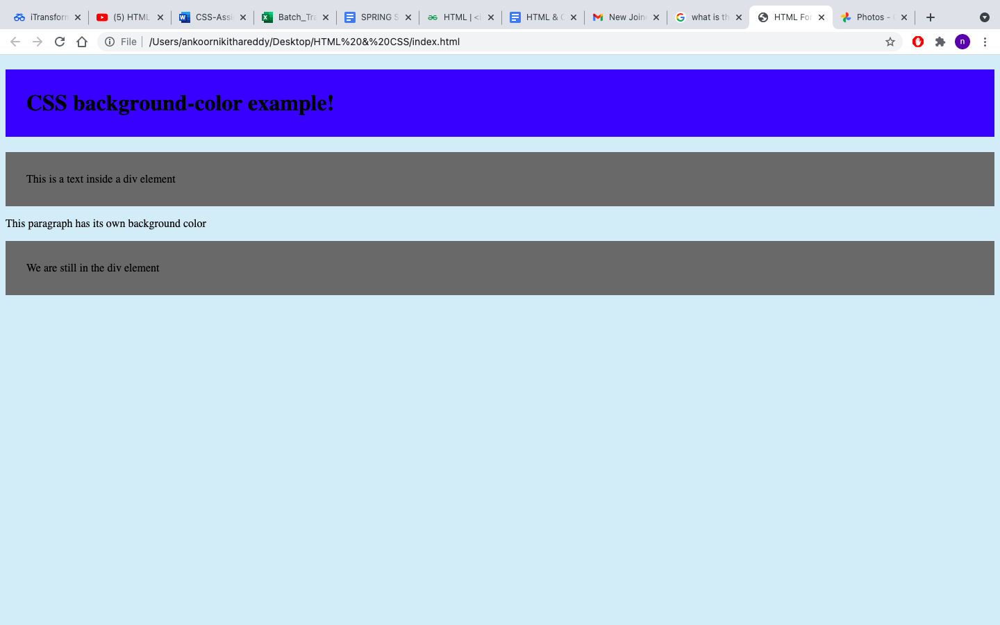 iTransform
(5) HTML
CSS-Assi
Batch_Tra
SPRING S
HTML | <i
HTML & C
New Joine
what is th
HTML For
Photos -
File
/Users/ankoornikithareddy/Desktop/HTML%20&%20CSS/index.html
n
CSS background-color example!
This is a text inside a div element
This paragraph has its own background color
We are still in the div element